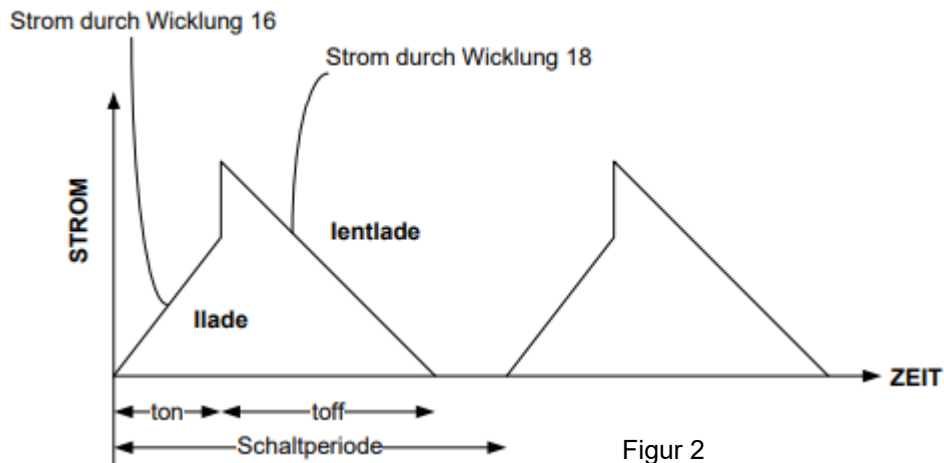 Strom durch Wicklung 16
Strom durch Wicklung 18
STROM
Ientlade
Ilade
ZEIT
ton
toff
Schaltperiode
Figur 2